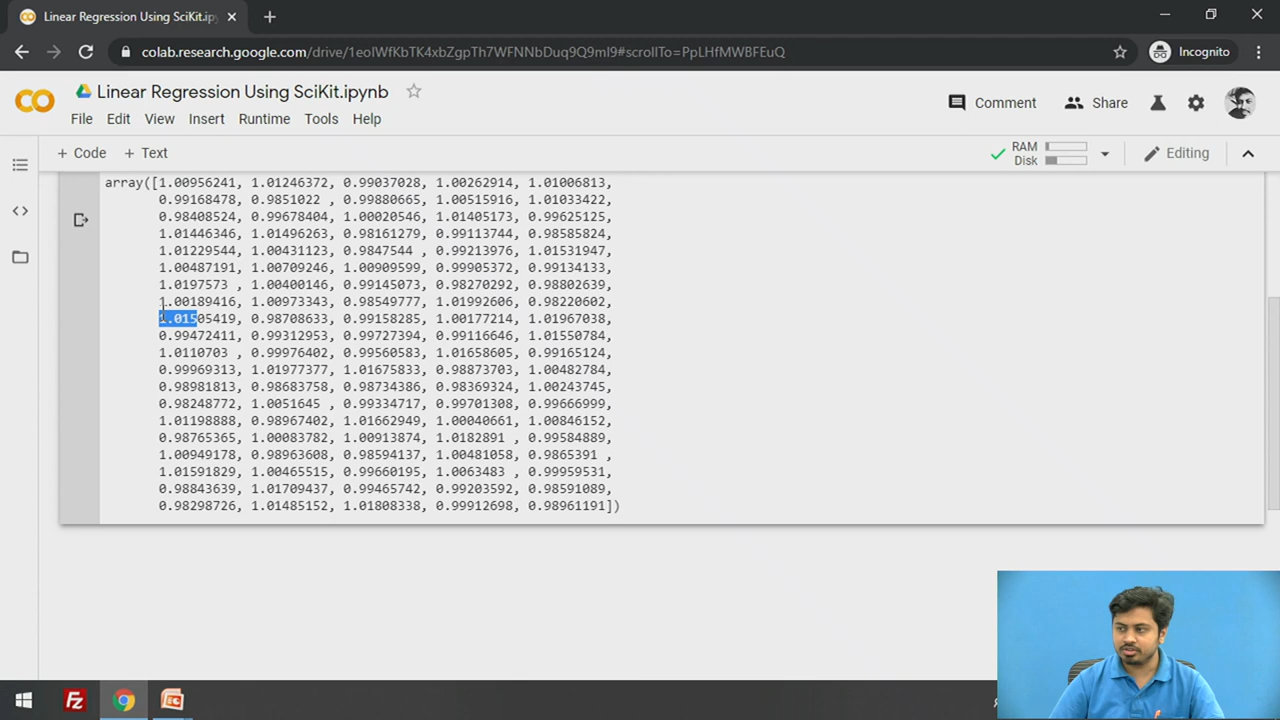 Linear Regression Using SciKit.ipy
colab.research.google.com/drive/1eolWfKbTK4xbZgpTh7WFNNbDuq9Q9ml9#scrollTo=PpLHfMWBFEuQ
Incognito
Linear Regression Using SciKit.ipynb
Comment
Share
File Edit View Insert Runtime Tools Help
+ Code + Text
RAM
Disk
Editing
array([1.00956241, 1.01246372, 0.99037028, 1.00262914, 1.01006813,
0.99168478, 0.9851022 , 0.99880665, 1.00515916, 1.01033422,
0.98408524, 0.99678404, 1.00020546, 1.01405173, 0.99625125,
1.01446346, 1.01496263, 0.98161279, 0.99113744, 0.98585824,
1.01229544, 1.00431123, 0.9847544 , 0.99213976, 1.01531947,
1.00487191, 1.00709246, 1.00909599, 0.99905372, 0.99134133,
1.0197573 , 1.00400146, 0.99145073, 0.98270292, 0.98802639,
1.00189416, 1.00973343, 0.98549777, 1.01992606, 0.98220602,
1.01505419, 0.98708633, 0.99158285, 1.00177214, 1.01967038,
0.99472411, 0.99312953, 0.99727394, 0.99116646, 1.01550784,
1.0110703 , 0.99976402, 0.99560583, 1.01658605, 0.99165124,
0.99969313, 1.01977377, 1.01675833, 0.98873703, 1.00482784,
0.98981813, 0.98683758, 0.98734386, 0.98369324, 1.00243745,
0.98248772, 1.0051645 , 0.99334717, 0.99701308, 0.99666999,
1.01198888, 0.98967402, 1.01662949, 1.00040661, 1.00846152,
0.98765365, 1.00083782, 1.00913874, 1.0182891 , 0.99584889,
1.00949178, 0.98963608, 0.98594137, 1.00481058, 0.9865391 ,
1.01591829, 1.00465515, 0.99660195, 1.0063483 , 0.99959531,
0.98843639, 1.01709437, 0.99465742, 0.99203592, 0.98591089,
0.98298726, 1.01485152, 1.01808338, 0.99912698, 0.98961191])